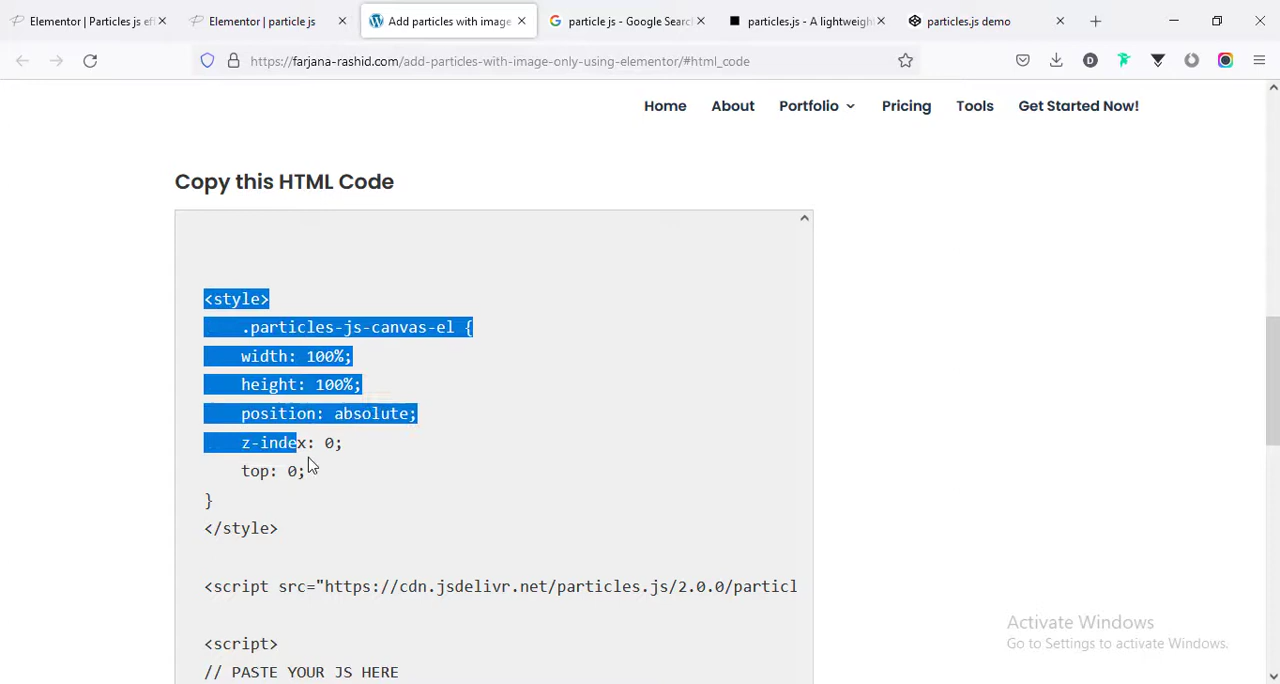 Elementor | Particles js ef
Elementor | particle js
Add particles with image
particle js - Google Searc
particles.js - A lightweigh
particles.js demo
https://farjana-rashid.com/add-particles-with-image-only-using-elementor/#html_code
Home About Portfolio Pricing Tools Get Started Now!
Copy this HTML Code
<style>
.particles-js-canvas-el {
width: 100%;
height: 100%;
position: absolute;
z-index: 0;
top: 0;
}
</style>
<script src="https://cdn.jsdelivr.net/particles.js/2.0.0/particl
<script>
// PASTE YOUR JS HERE
Activate Windows
Go to Settings to activate Windows.